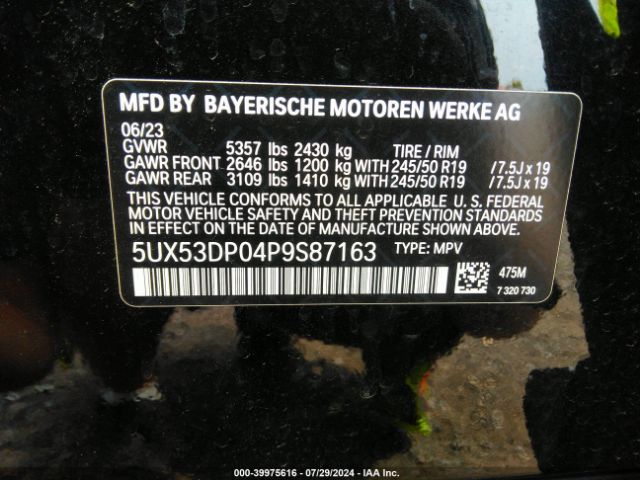 MFD BY BAYERISCHE MOTOREN WERKE AG
06/23
GVWR 5357 lbs 2430 kg TIRE / RIM
GAWR FRONT 2646 lbs 1200 kg WITH 245/50 R19 / 7.5J x 19
GAWR REAR 3109 lbs 1410 kg WITH 245/50 R19 / 7.5J x 19
THIS VEHICLE CONFORMS TO ALL APPLICABLE U. S. FEDERAL
MOTOR VEHICLE SAFETY AND THEFT PREVENTION STANDARDS
IN EFFECT ON THE DATE OF MANUFACTURE SHOWN ABOVE.
5UX53DP04P9S87163 TYPE: MPV
475M
7 320 730
000-39975616 - 07/29/2024 - IAA Inc.